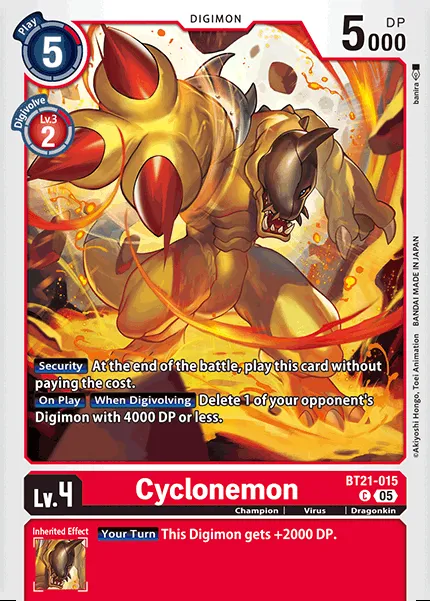 DIGIMON
Play
5
DP
5000
Digivolve
Lv.3
2
banira
Security At the end of the battle, play this card without
paying the cost.
On Play When Digivolving Delete 1 of your opponent's
Digimon with 4000 DP or less.
©Akiyoshi Hongo, Toei Animation BANDAI MADE IN JAPAN
Lv.4
Cyclonemon
BT21-015
C 05
Champion Virus Dragonkin
Inherited Effect
Your Turn This Digimon gets +2000 DP.